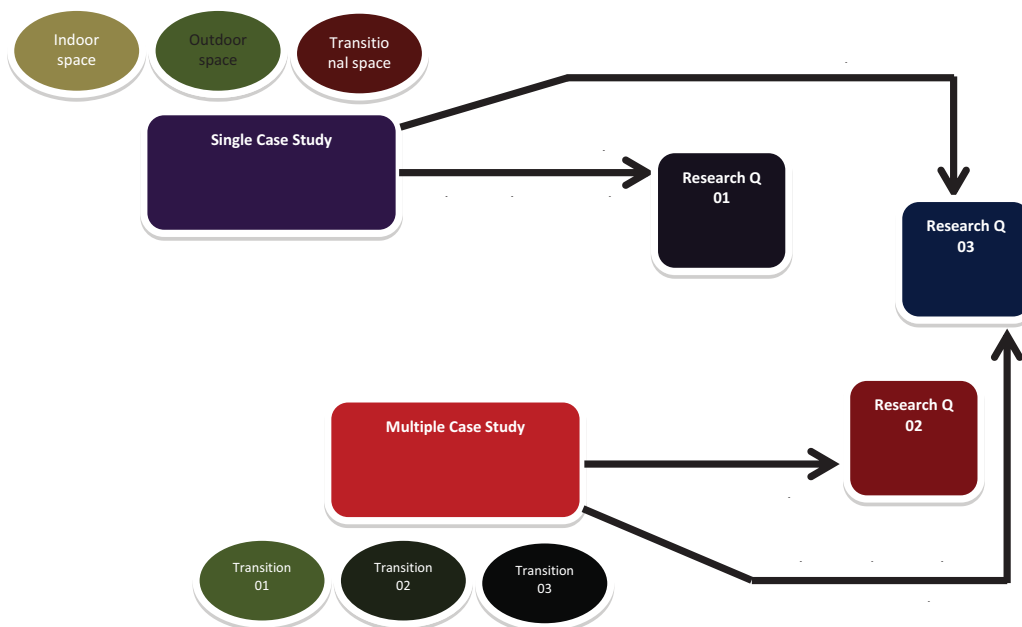 Indoor
space
Outdoor
space
Transitio
nal space
Single Case Study
Research Q
01
Research Q
03
Research Q
02
Multiple Case Study
Transition
01
Transition
02
Transition
03